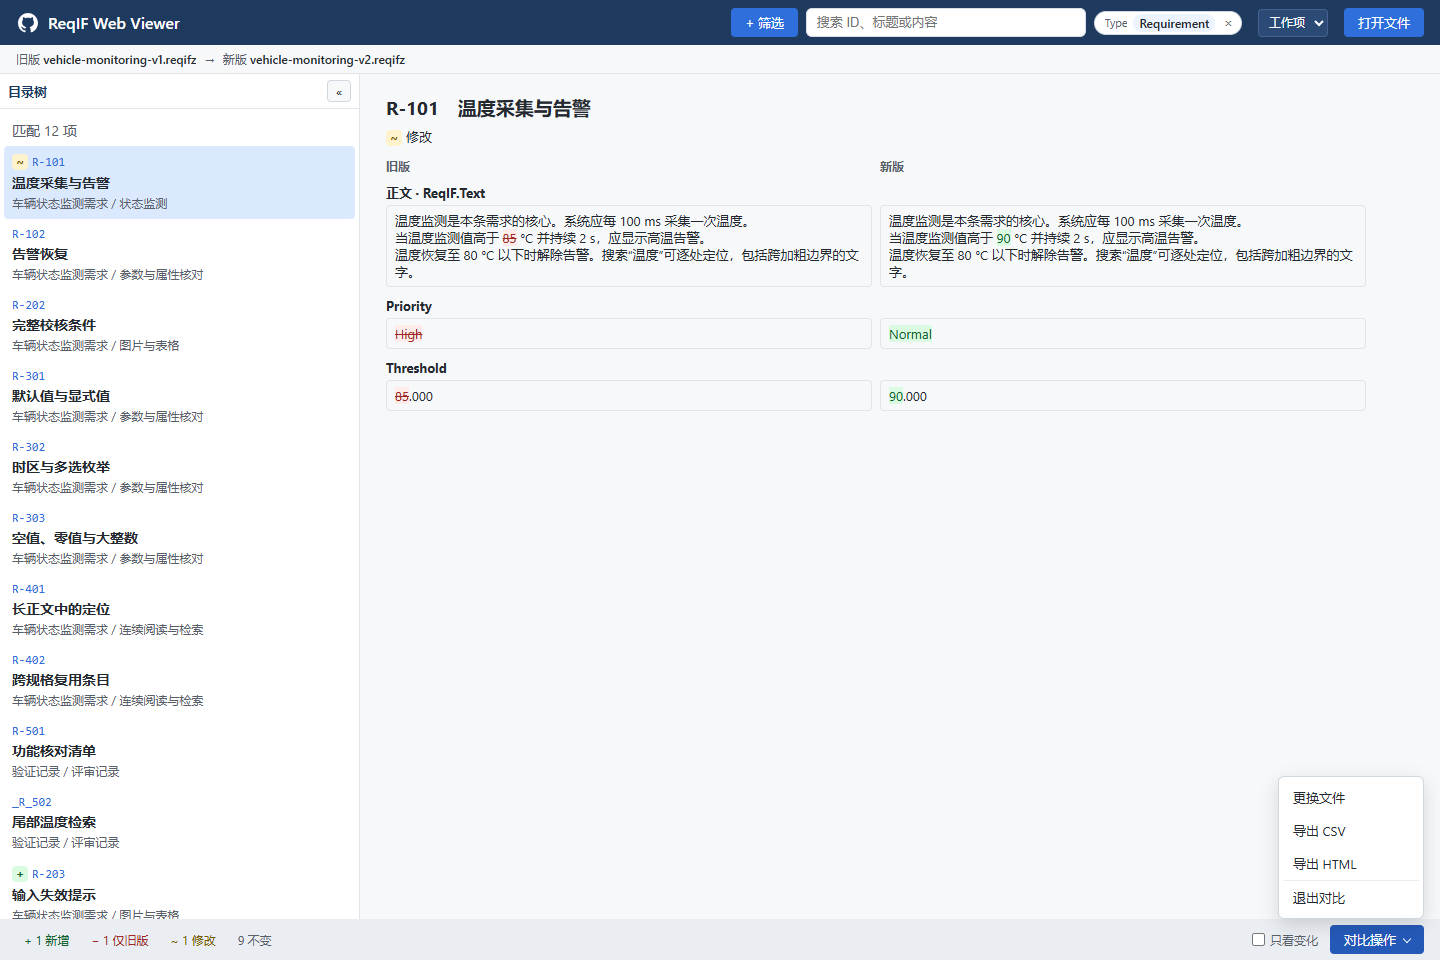 ReqIF Web Viewer
+ 筛选
搜索 ID、标题或内容
Type Requirement ×
工作项
打开文件
旧版 vehicle-monitoring-v1.reqifz → 新版 vehicle-monitoring-v2.reqifz
目录树
«
匹配 12 项
~ R-101
温度采集与告警
车辆状态监测需求 / 状态监测
R-102
告警恢复
车辆状态监测需求 / 参数与属性核对
R-202
完整校核条件
车辆状态监测需求 / 图片与表格
R-301
默认值与显式值
车辆状态监测需求 / 参数与属性核对
R-302
时区与多选枚举
车辆状态监测需求 / 参数与属性核对
R-303
空值、零值与大整数
车辆状态监测需求 / 参数与属性核对
R-401
长正文中的定位
车辆状态监测需求 / 连续阅读与检索
R-402
跨规格复用条目
车辆状态监测需求 / 连续阅读与检索
R-501
功能核对清单
验证记录 / 评审记录
_R_502
尾部温度检索
验证记录 / 评审记录
+ R-203
输入失效提示
车辆状态监测需求 / 图片与表格
R-101 温度采集与告警
~ 修改
旧版
新版
正文 · ReqIF.Text
温度监测是本条需求的核心。系统应每 100 ms 采集一次温度。
当温度监测值高于 85 °C 并持续 2 s，应显示高温告警。
温度恢复至 80 °C 以下时解除告警。搜索“温度”可逐处定位，包括跨加粗边界的文
字。
温度监测是本条需求的核心。系统应每 100 ms 采集一次温度。
当温度监测值高于 90 °C 并持续 2 s，应显示高温告警。
温度恢复至 80 °C 以下时解除告警。搜索“温度”可逐处定位，包括跨加粗边界的文
字。
Priority
High
Normal
Threshold
85.000
90.000
更换文件
导出 CSV
导出 HTML
退出对比
+ 1 新增
− 1 仅旧版
~ 1 修改
9 不变
只看变化
对比操作